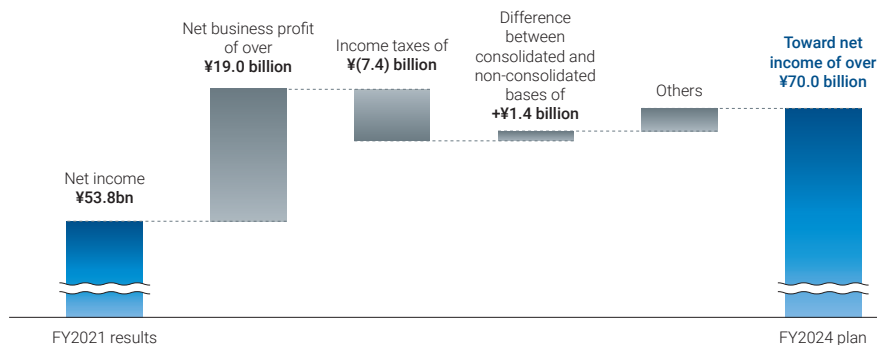 Net income
¥53.8bn
Net business profit
of over
¥19.0 billion
Income taxes of
¥(7.4) billion
Difference
between
consolidated and
non-consolidated
bases of
+¥1.4 billion
Others
Toward net
income of over
¥70.0 billion
FY2021 results
FY2024 plan